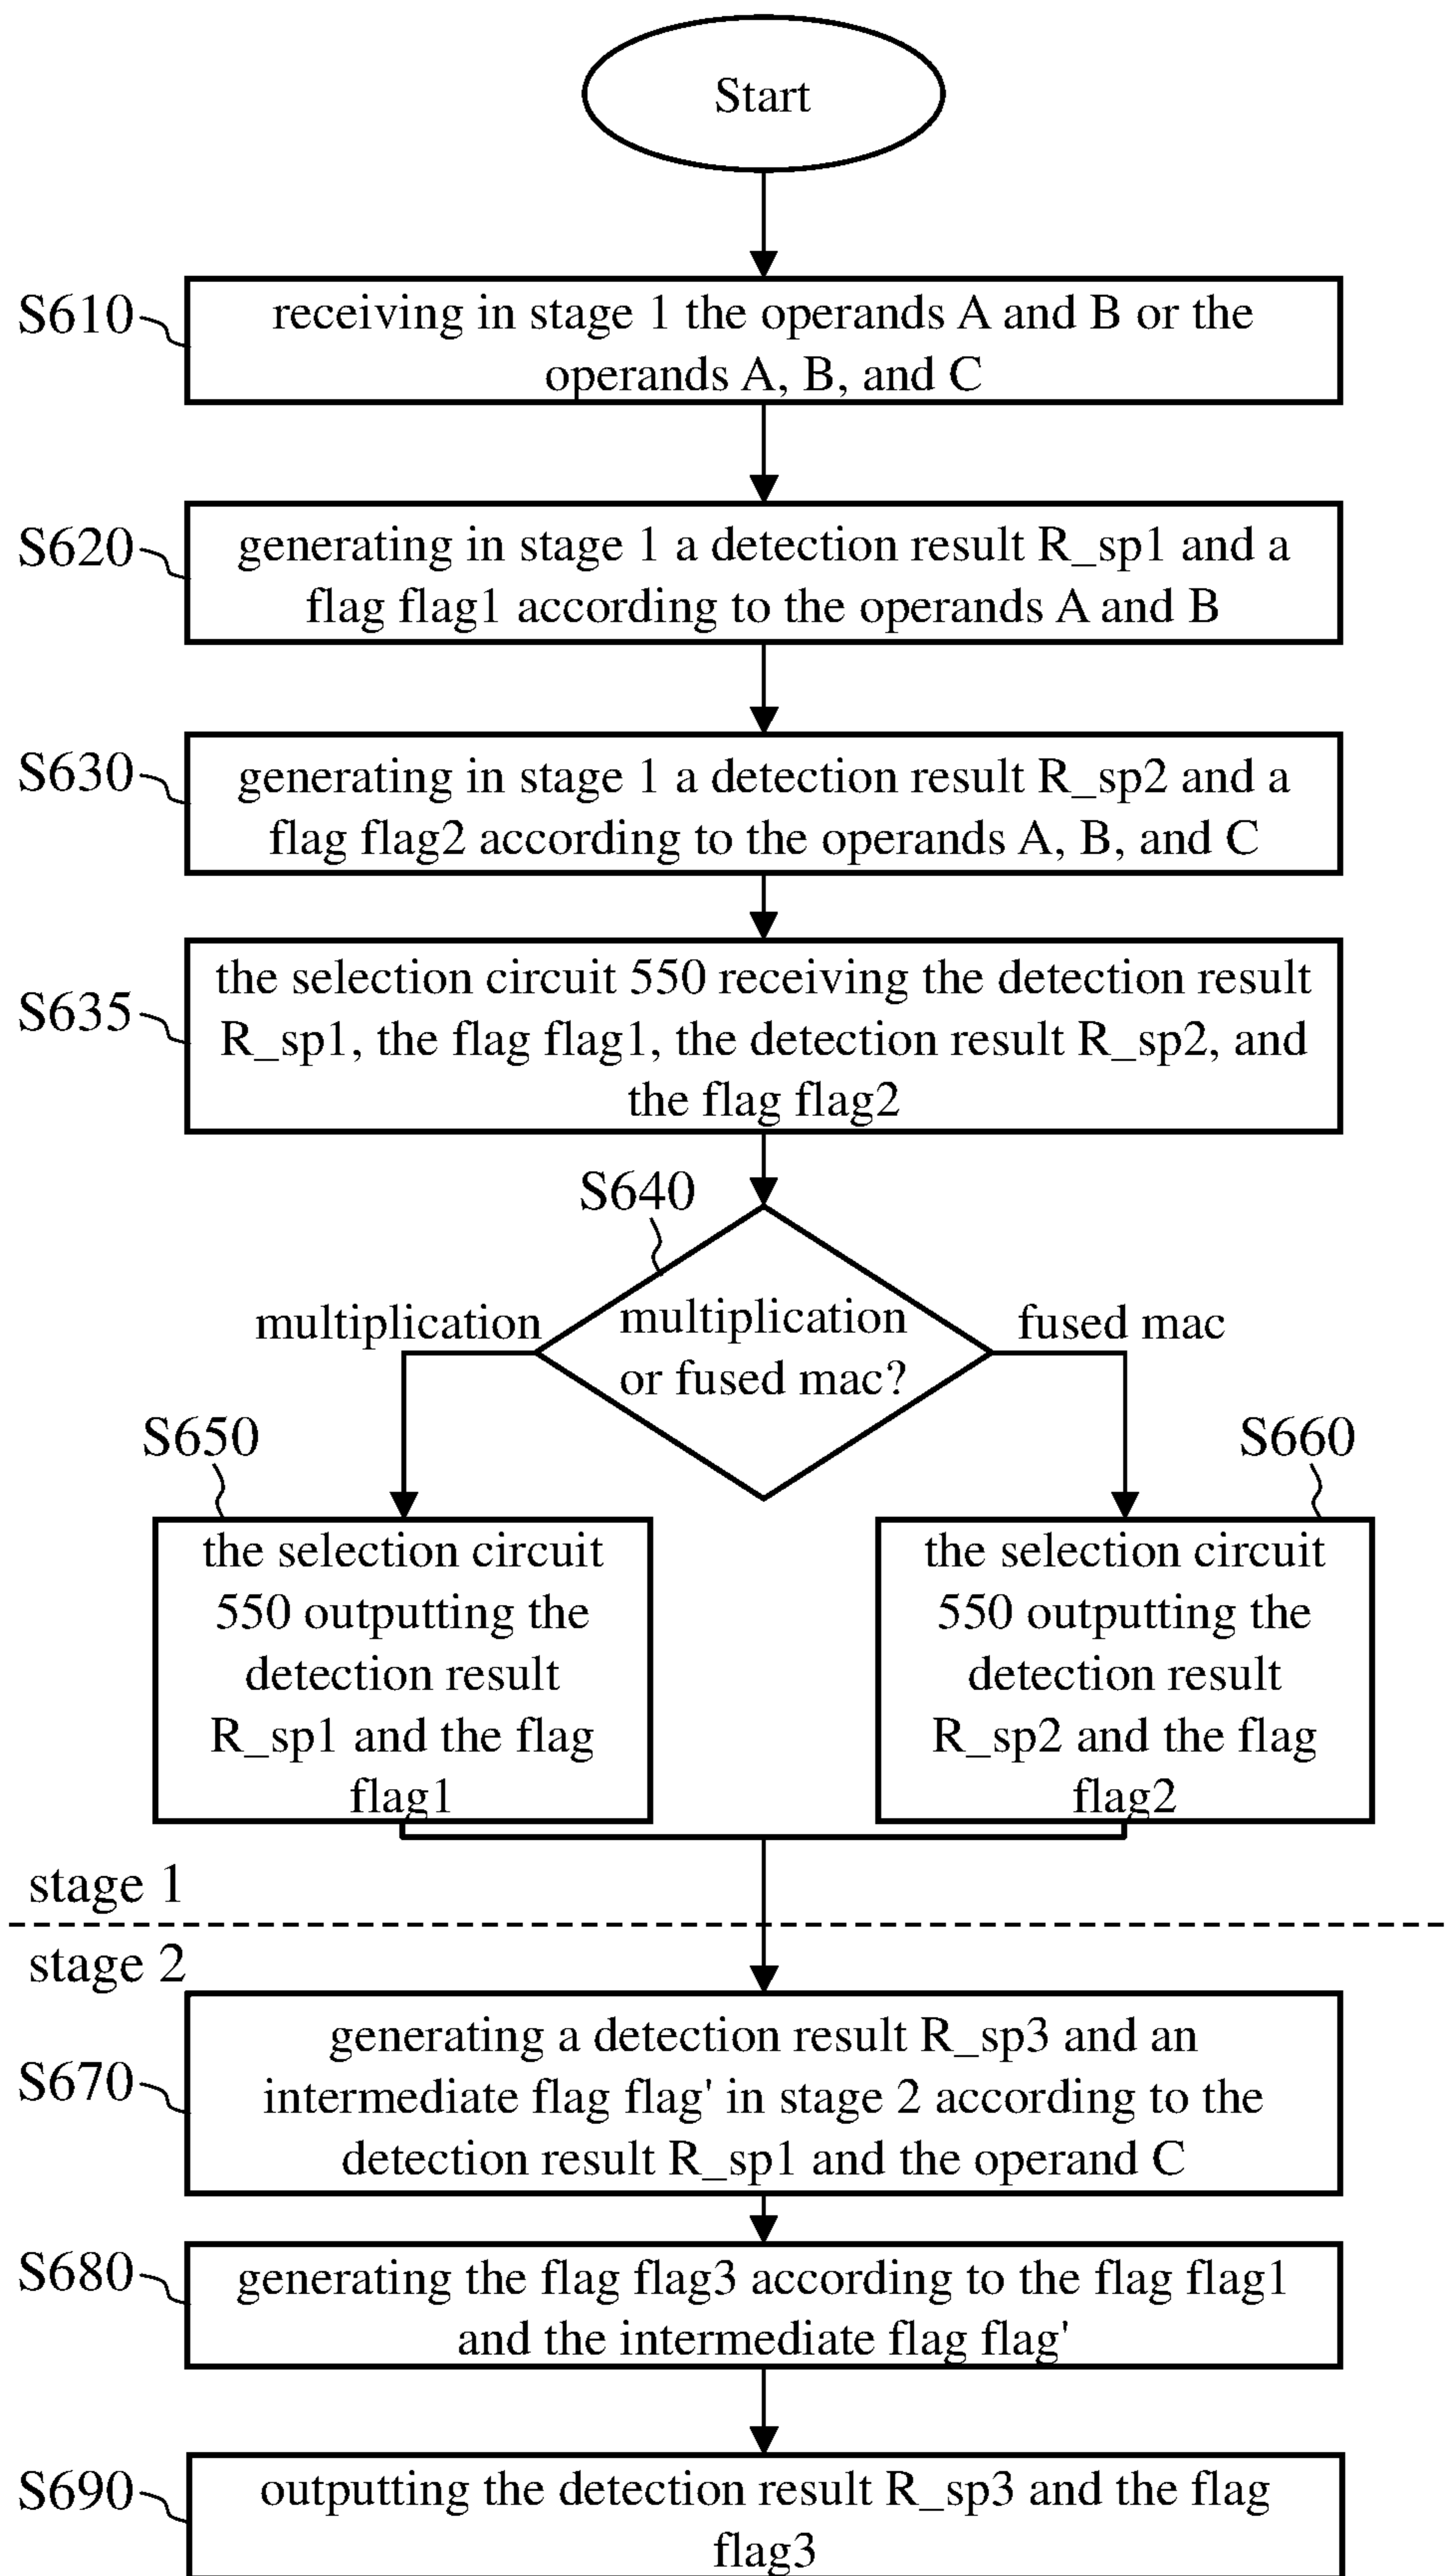 Start
S610
receiving in stage 1 the operands A and B or the
operands A, B, and C
S620
generating in stage 1 a detection result R_sp1 and a
flag flag1 according to the operands A and B
S630
generating in stage 1 a detection result R_sp2 and a
flag flag2 according to the operands A, B, and C
S635
the selection circuit 550 receiving the detection result
R_sp1, the flag flag1, the detection result R_sp2, and
the flag flag2
S640
multiplication
multiplication
or fused mac?
fused mac
S650
the selection circuit
550 outputting the
detection result
R_sp1 and the flag
flag1
S660
the selection circuit
550 outputting the
detection result
R_sp2 and the flag
flag2
stage 1
stage 2
S670
generating a detection result R_sp3 and an
intermediate flag flag' in stage 2 according to the
detection result R_sp1 and the operand C
S680
generating the flag flag3 according to the flag flag1
and the intermediate flag flag'
S690
outputting the detection result R_sp3 and the flag
flag3